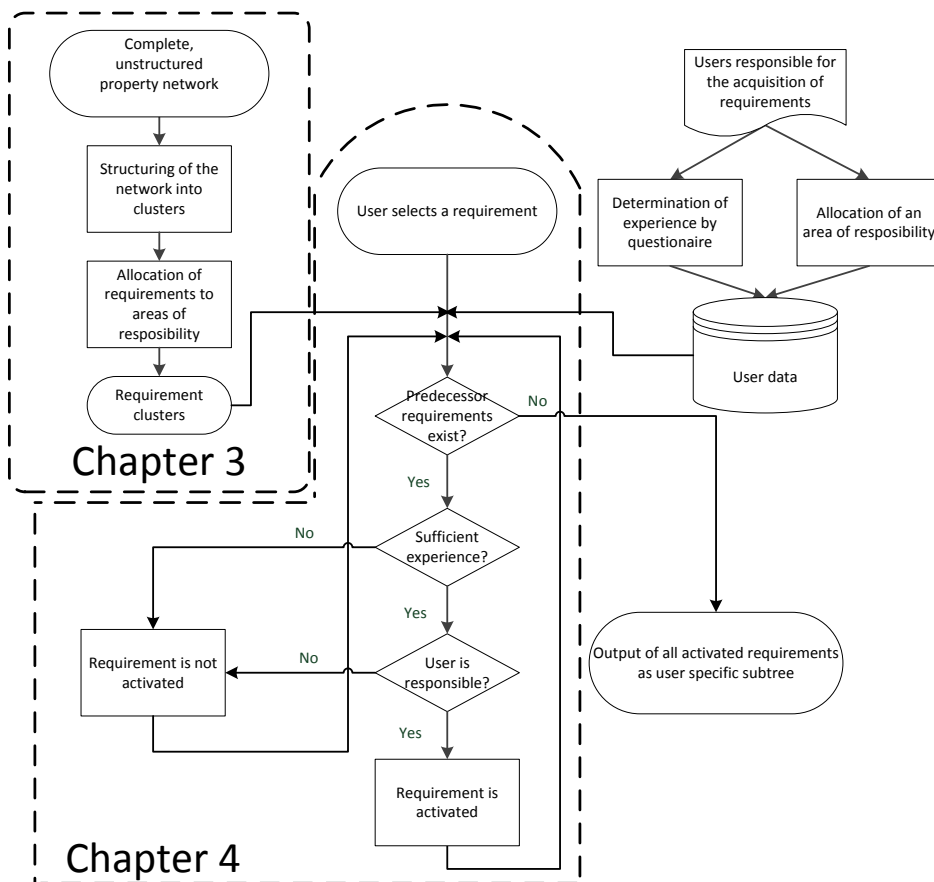 Complete,
unstructured
property network
Structuring of the
network into
clusters
Allocation of
requirements to
areas of
resposibility
Requirement
clusters
Chapter 3
User selects a requirement
Users responsible for
the acquisition of
requirements
Determination of
experience by
questionaire
Allocation of an
area of resposibility
User data
Predecessor
requirements
exist?
No
Yes
Sufficient
experience?
No
Yes
User is
responsible?
No
Yes
Requirement is not
activated
Requirement is
activated
Output of all activated requirements
as user specific subtree
Chapter 4